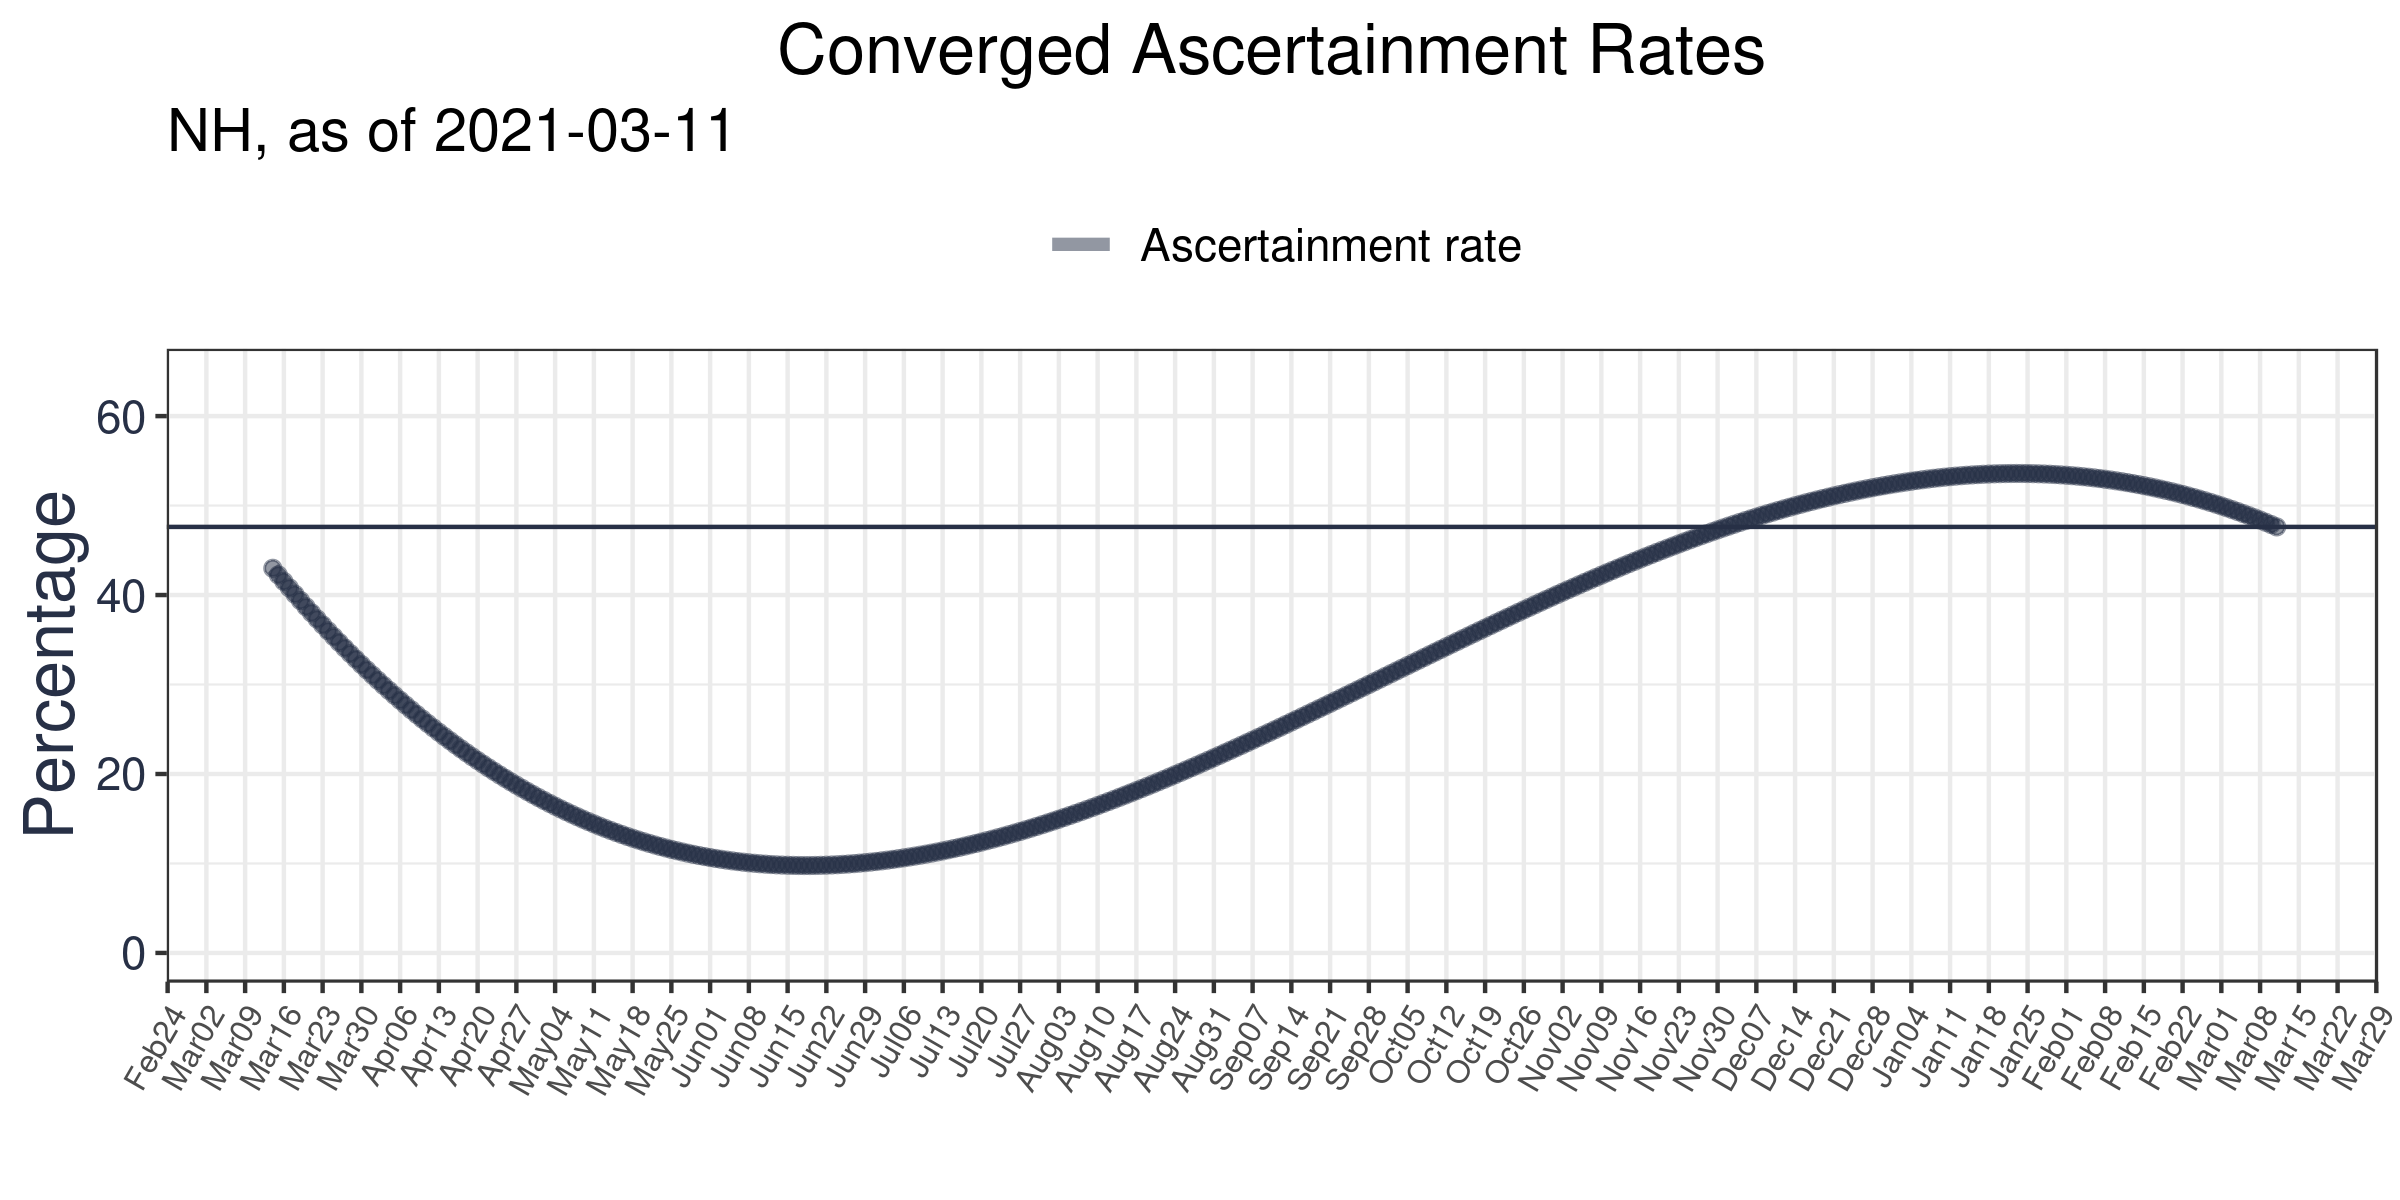 Converged Ascertainment Rates
NH, as of 2021-03-11
Ascertainment rate
Percentage
60
40
20
0
Feb24
Mar02
Mar09
Mar16
Mar23
Mar30
Apr06
Apr13
Apr20
Apr27
May04
May11
May18
May25
Jun01
Jun08
Jun15
Jun22
Jun29
Jul06
Jul13
Jul20
Jul27
Aug03
Aug10
Aug17
Aug24
Aug31
Sep07
Sep14
Sep21
Sep28
Oct05
Oct12
Oct19
Oct26
Nov02
Nov09
Nov16
Nov23
Nov30
Dec07
Dec14
Dec21
Dec28
Jan04
Jan11
Jan18
Jan25
Feb01
Feb08
Feb15
Feb22
Mar01
Mar08
Mar15
Mar22
Mar29